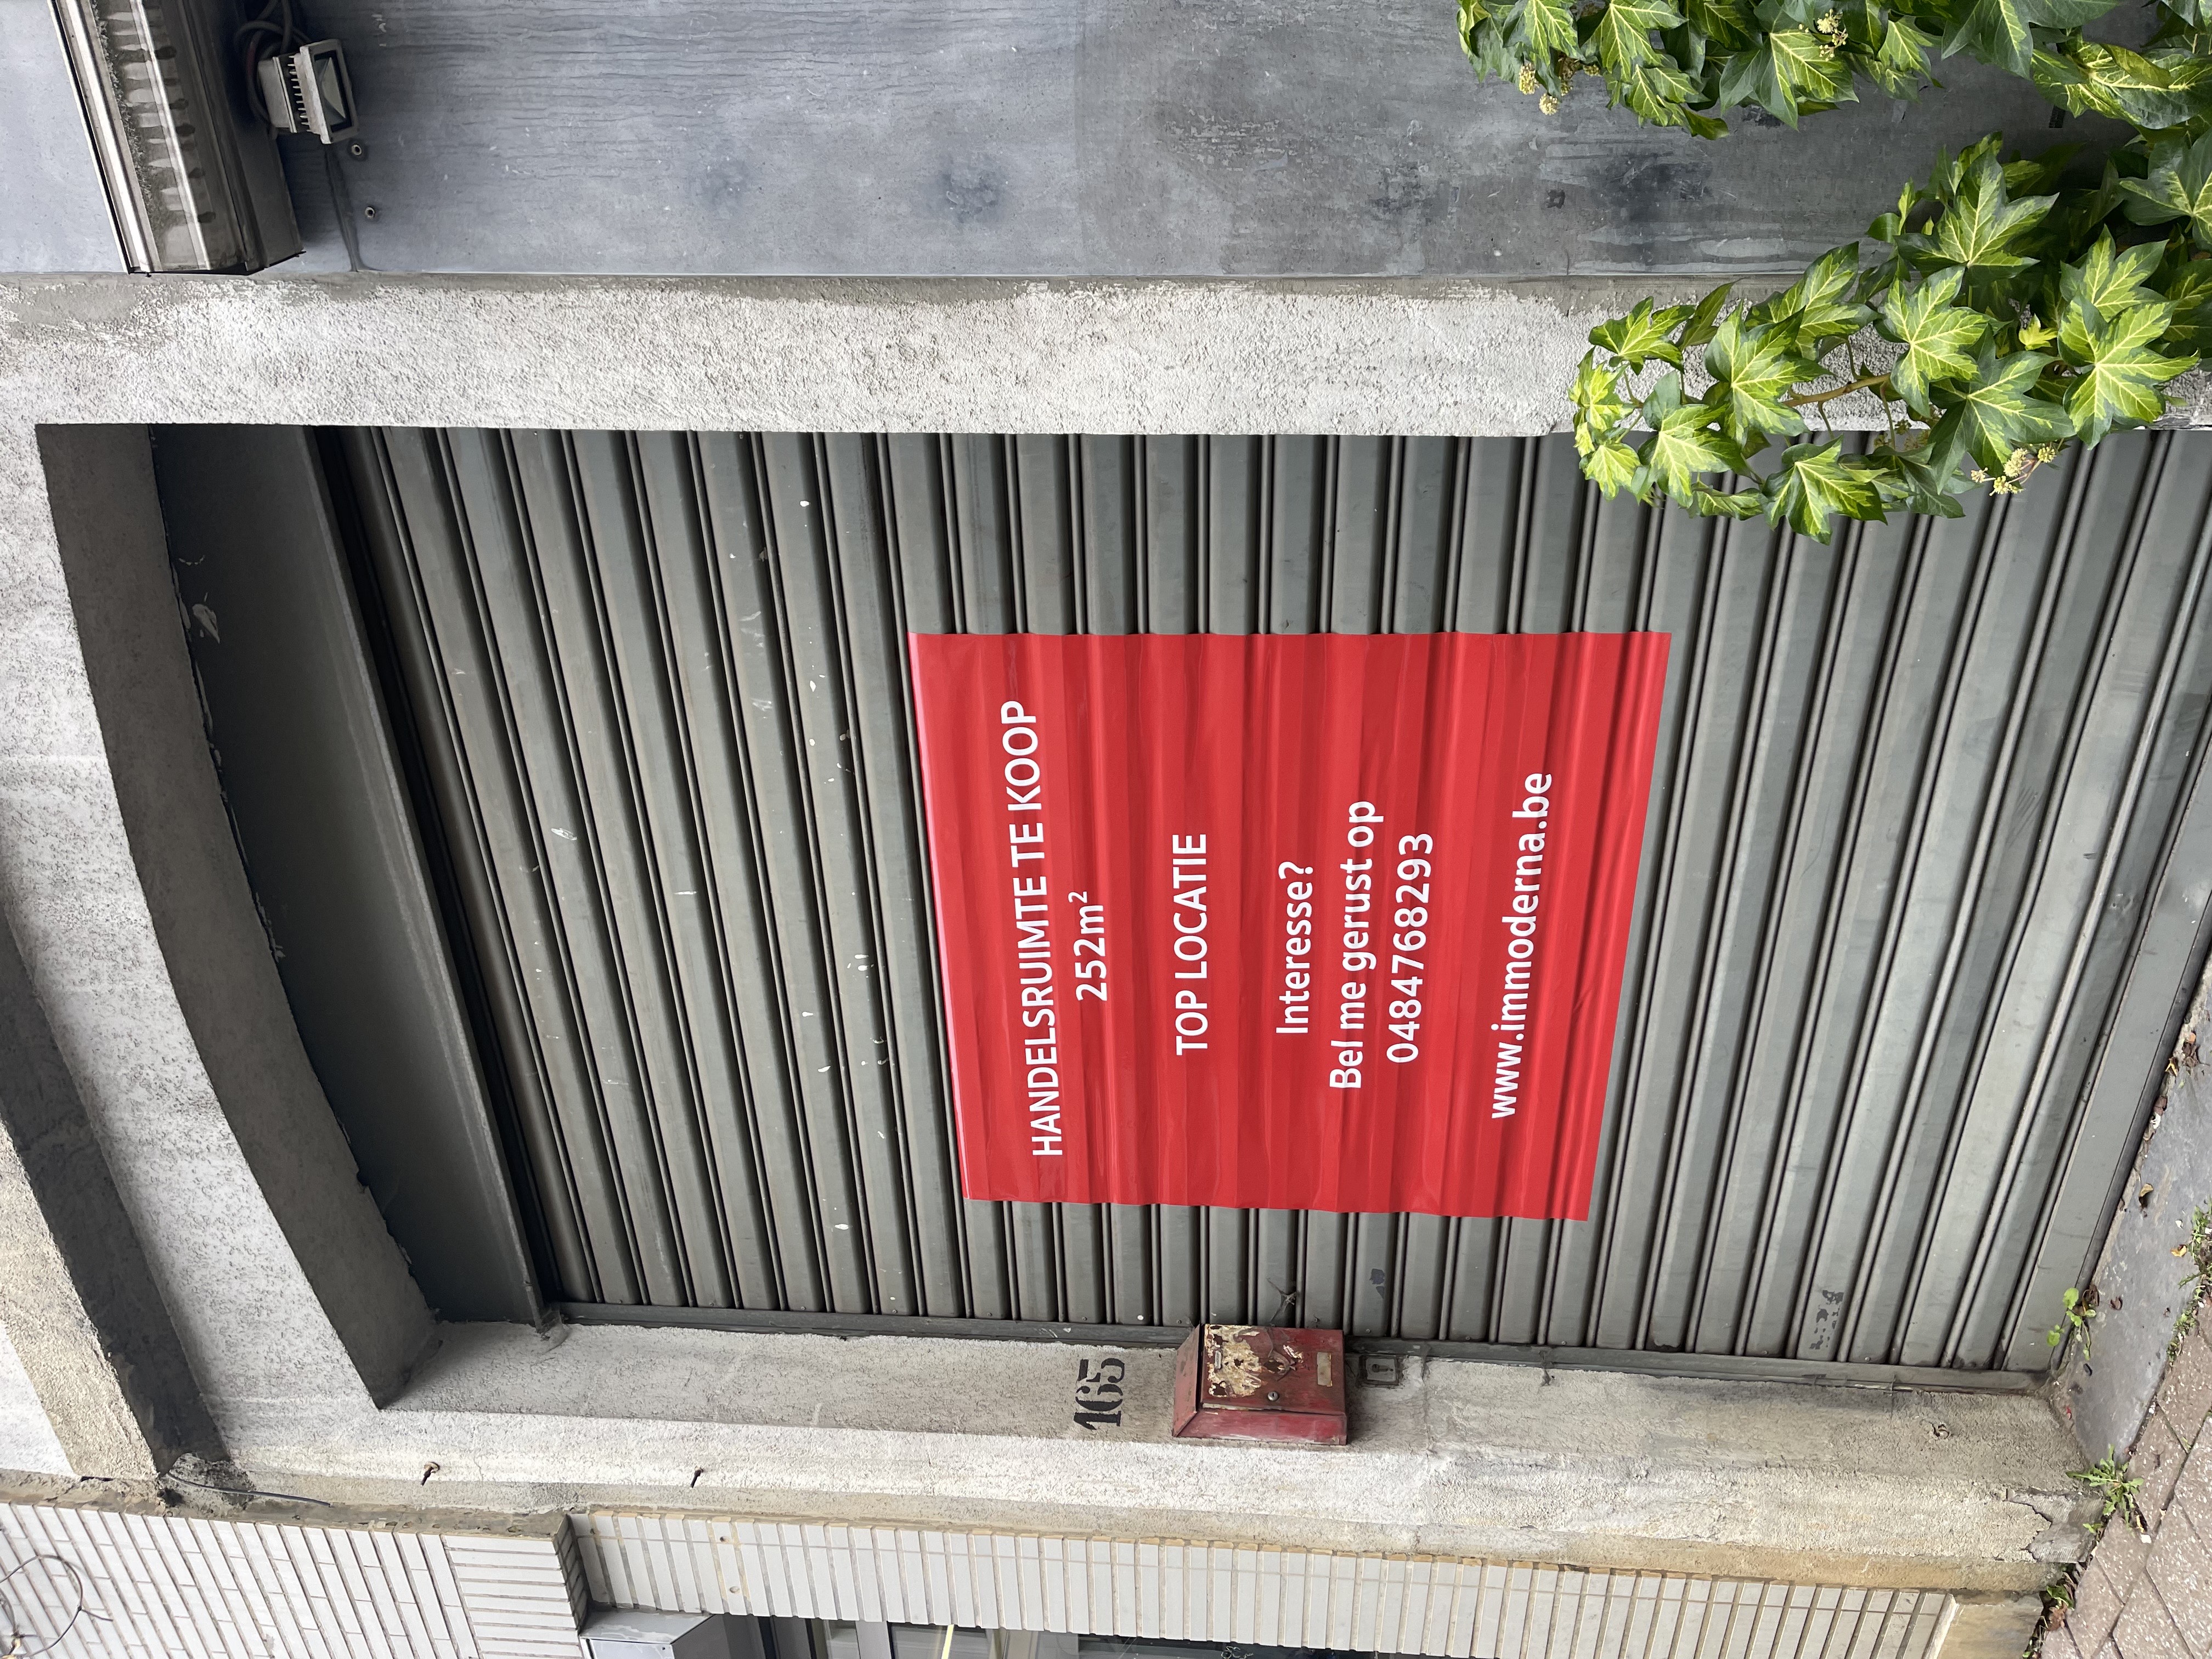 HANDELSRUIMTE TE KOOP
252m²
TOP LOCATIE
Interesse?
Bel me gerust op
0484768293
www.immoderna.be
165